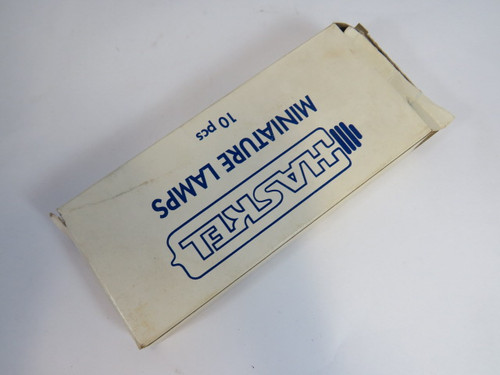 HASKEL
MINIATURE LAMPS
10 pcs